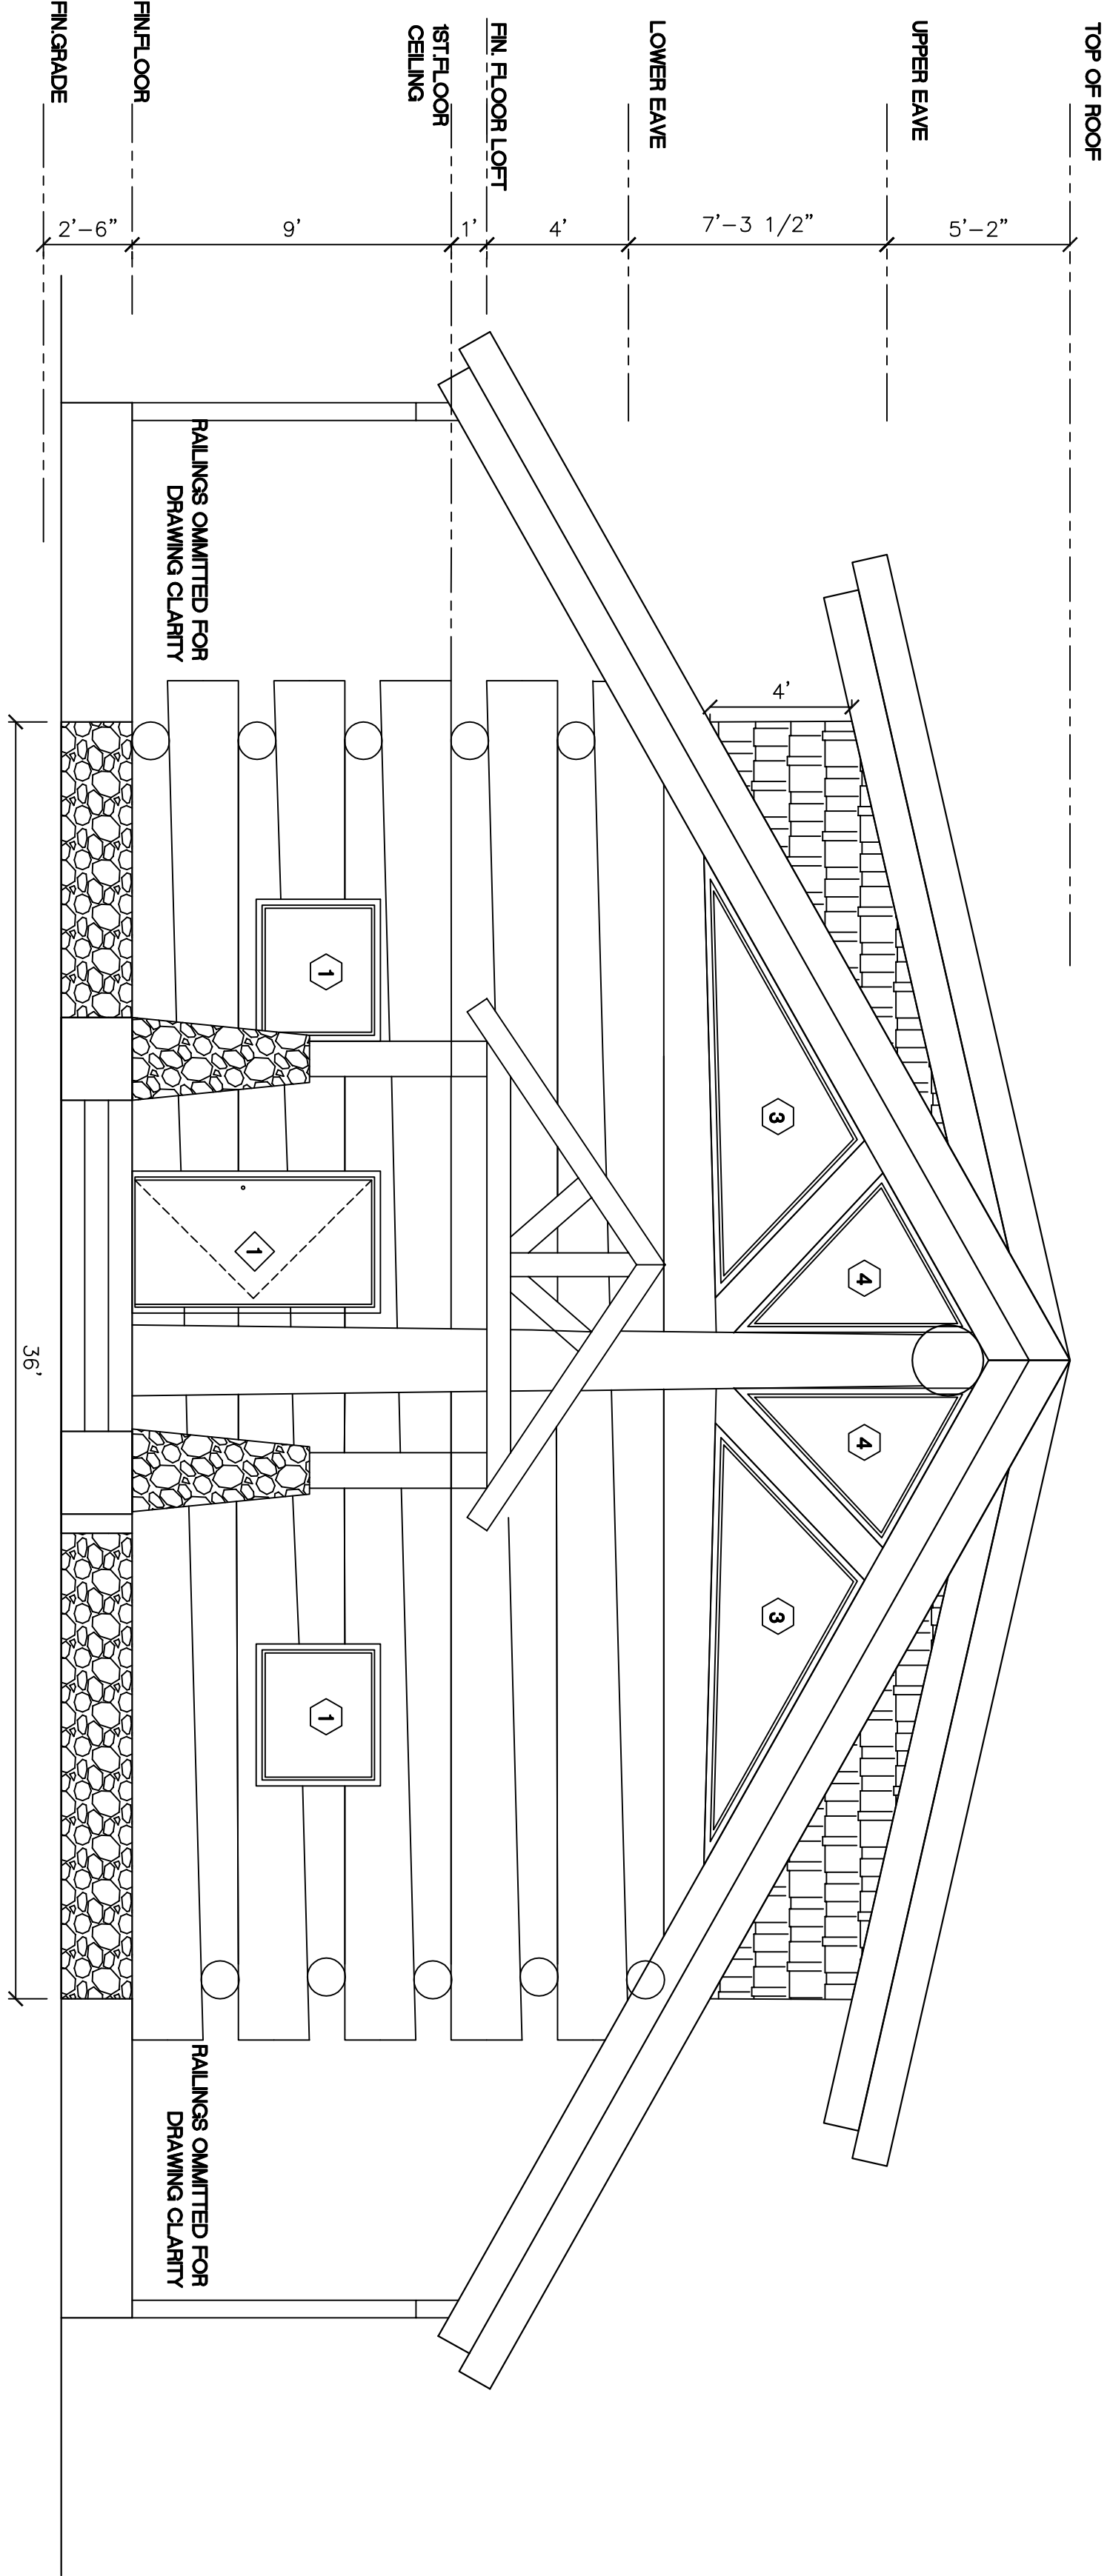 TOP OF ROOF
5'-2"
UPPER EAVE
7'-3 1/2"
4'
LOWER EAVE
4'
FIN. FLOOR LOFT
1'
1ST.FLOOR
CEILING
9'
FIN.FLOOR
2'-6"
FIN.GRADE
4
4
3
3
1
1
1
RAILINGS OMMITTED FOR
DRAWING CLARITY
RAILINGS OMMITTED FOR
DRAWING CLARITY
36'